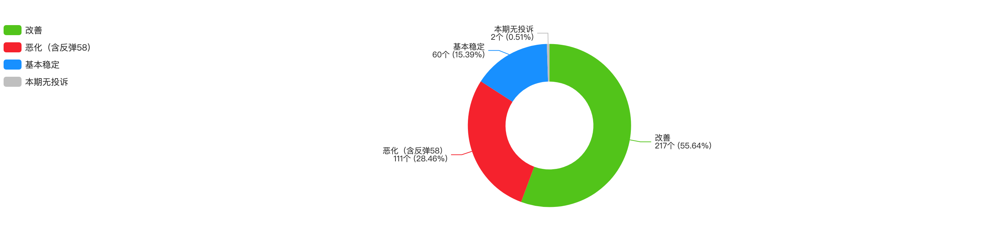 改善
恶化（含反弹58）
基本稳定
本期无投诉
本期无投诉
2个 (0.51%)
基本稳定
60个 (15.39%)
改善
217个 (55.64%)
恶化（含反弹58）
111个 (28.46%)